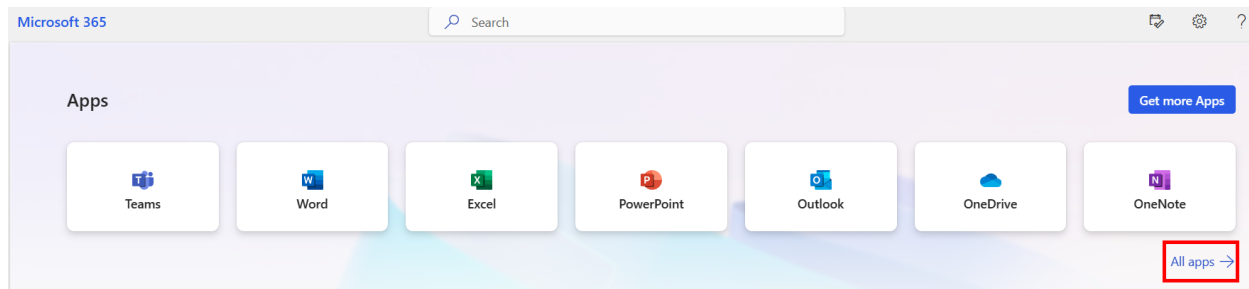 Microsoft 365
Search
?
Apps
Get more Apps
T
W
X
P
O
N
Teams
Word
Excel
PowerPoint
Outlook
OneDrive
OneNote
All apps →